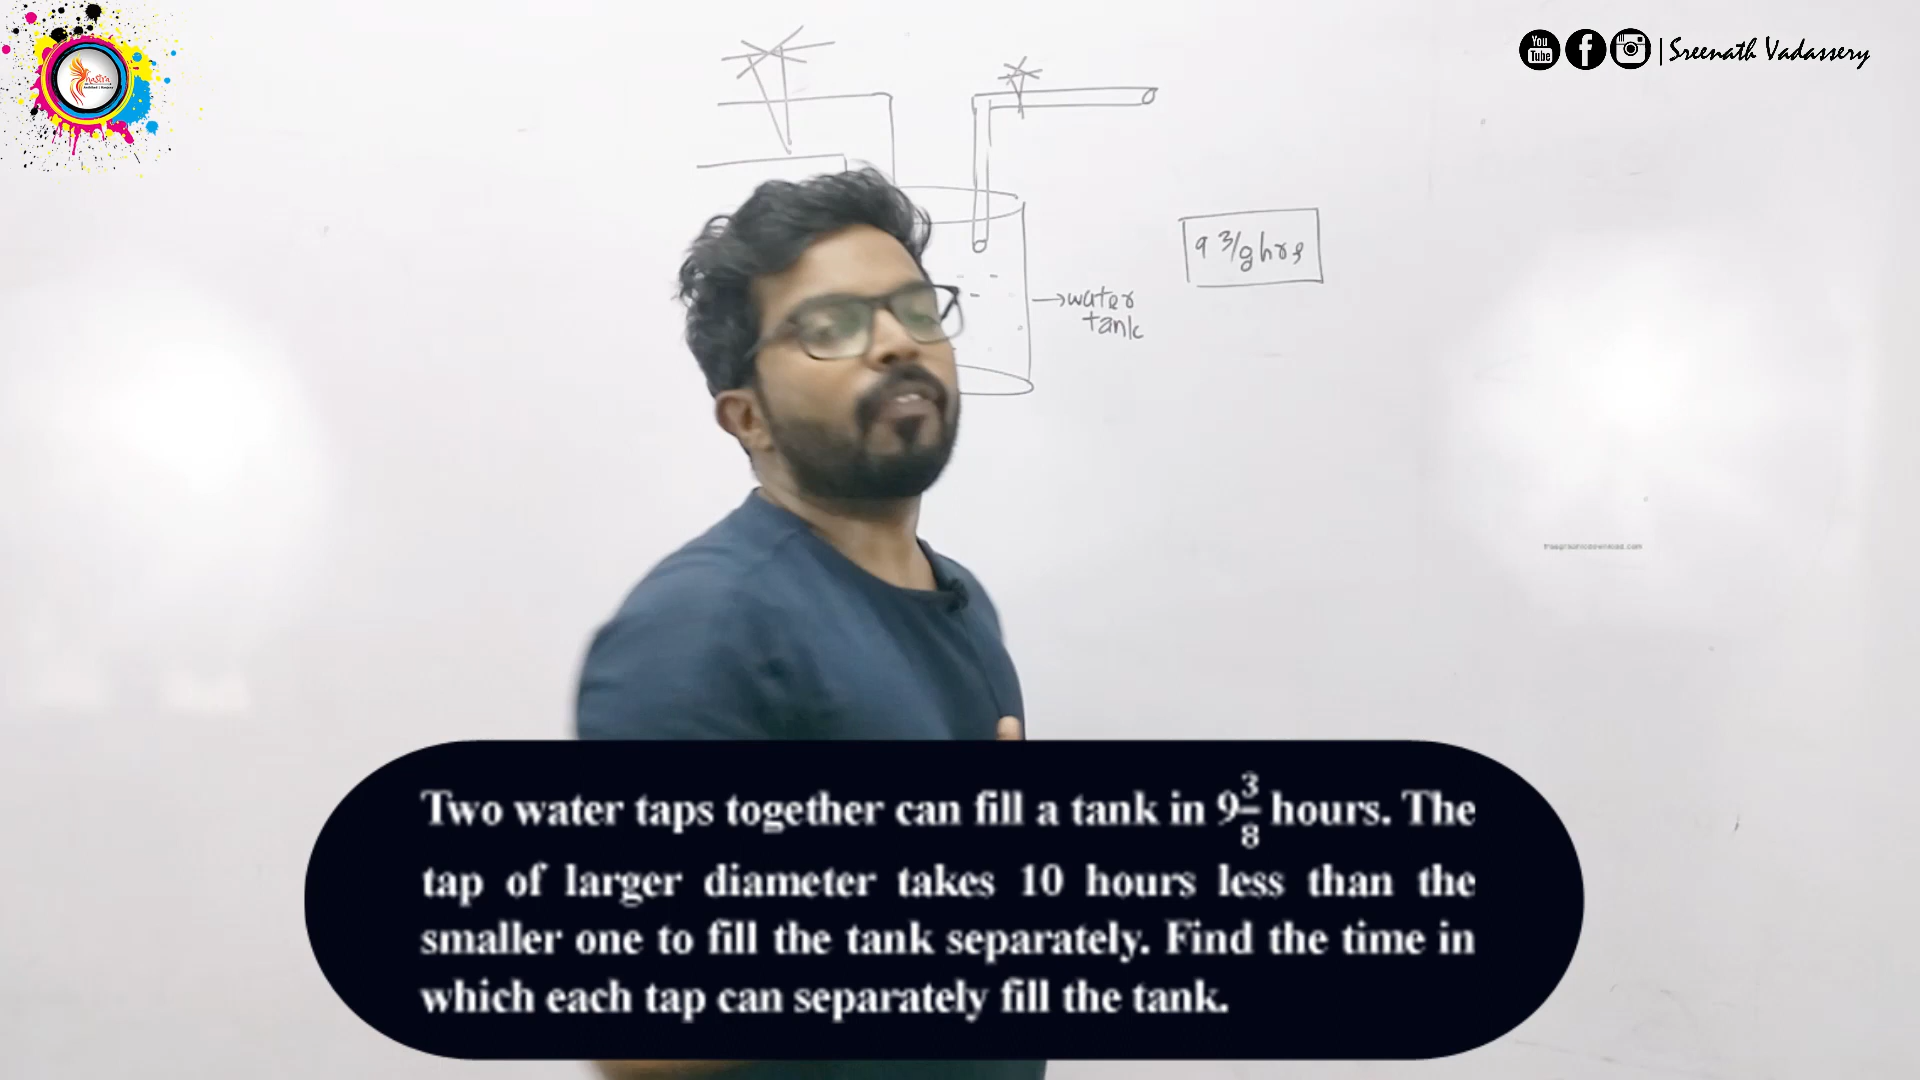 You
Tube
| Sreenath Vadassery
9 3/8 hrs
→water
tank
Two water taps together can fill a tank in 9 3/8 hours. The
tap of larger diameter takes 10 hours less than the
smaller one to fill the tank separately. Find the time in
which each tap can separately fill the tank.